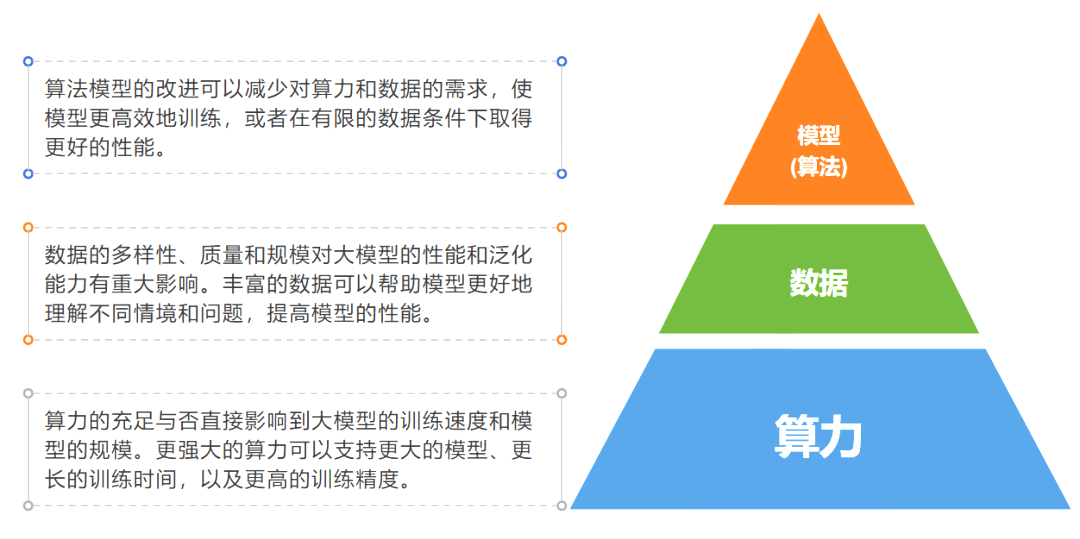 算法模型的改进可以减少对算力和数据的需求，使
模型更高效地训练，或者在有限的数据条件下取得
更好的性能。
模型
(算法)
数据的多样性、质量和规模对大模型的性能和泛化
能力有重大影响。丰富的数据可以帮助模型更好地
理解不同情境和问题，提高模型的性能。
数据
算力的充足与否直接影响到大模型的训练速度和模
型的规模。更强大的算力可以支持更大的模型、更
长的训练时间，以及更高的训练精度。
算力